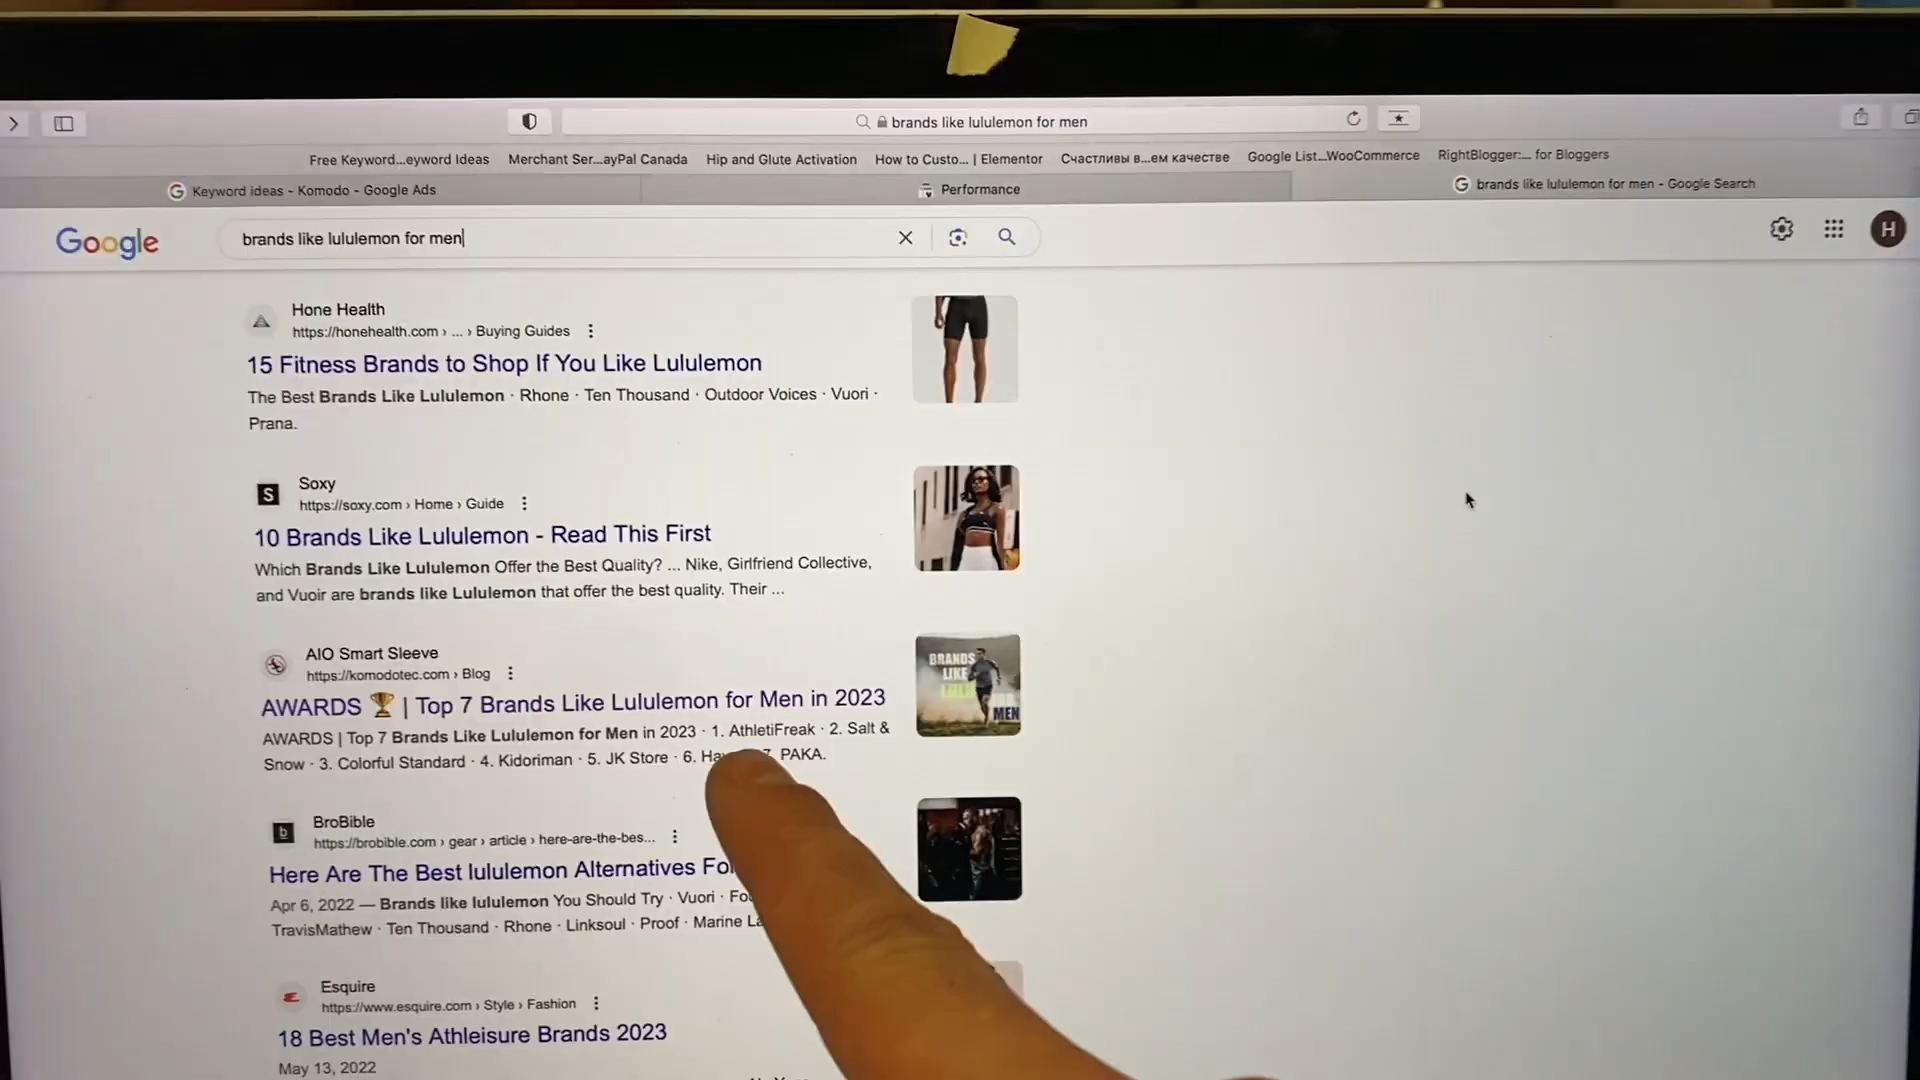 brands like lululemon for men
Free Keyword...eyword Ideas
Merchant Ser...ayPal Canada
Hip and Glute Activation
How to Custo... | Elementor
Счастливы в...ем качестве
Google List...WooCommerce
RightBlogger:... for Bloggers
Keyword ideas - Komodo - Google Ads
Performance
brands like lululemon for men - Google Search
Google
brands like lululemon for men
H
Hone Health
https://honehealth.com › ... › Buying Guides
15 Fitness Brands to Shop If You Like Lululemon
The Best Brands Like Lululemon · Rhone · Ten Thousand · Outdoor Voices · Vuori ·
Prana.
S
Soxy
https://soxy.com › Home › Guide
10 Brands Like Lululemon - Read This First
Which Brands Like Lululemon Offer the Best Quality? ... Nike, Girlfriend Collective,
and Vuoir are brands like Lululemon that offer the best quality. Their ...
AIO Smart Sleeve
https://komodotec.com › Blog
AWARDS 🏆 | Top 7 Brands Like Lululemon for Men in 2023
AWARDS | Top 7 Brands Like Lululemon for Men in 2023 · 1. AthletiFreak · 2. Salt &
Snow · 3. Colorful Standard · 4. Kidoriman · 5. JK Store · 6. 7. PAKA.
BRANDS
LIKE
MEN
b
BroBible
https://brobible.com › gear › article › here-are-the-bes...
Here Are The Best lululemon Alternatives
Apr 6, 2022 — Brands like lululemon You Should Try · Vuori ·
TravisMathew · Ten Thousand · Rhone · Linksoul · Proof · Marine
Esquire
https://www.esquire.com › Style › Fashion
18 Best Men's Athleisure Brands 2023
May 13, 2022